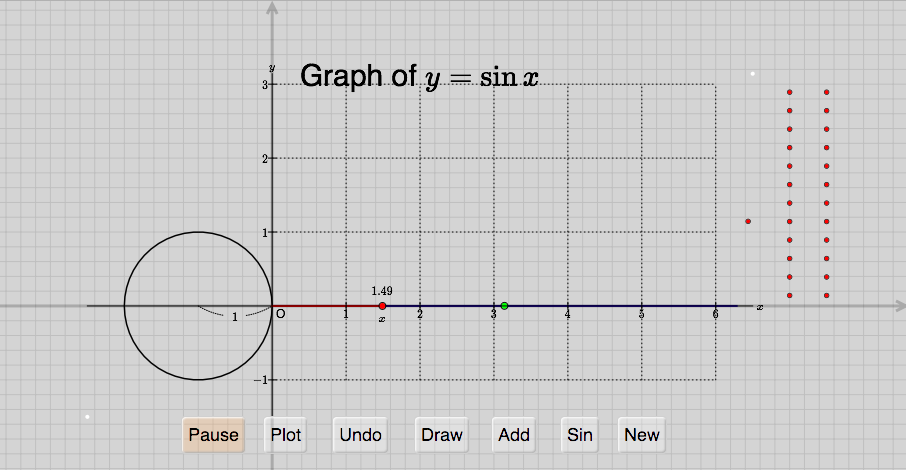 y
Graph of y = sin x
3
2
1
1.49
1
O 1 2 3 4 5 6 x
x
−1
Pause Plot Undo Draw Add Sin New